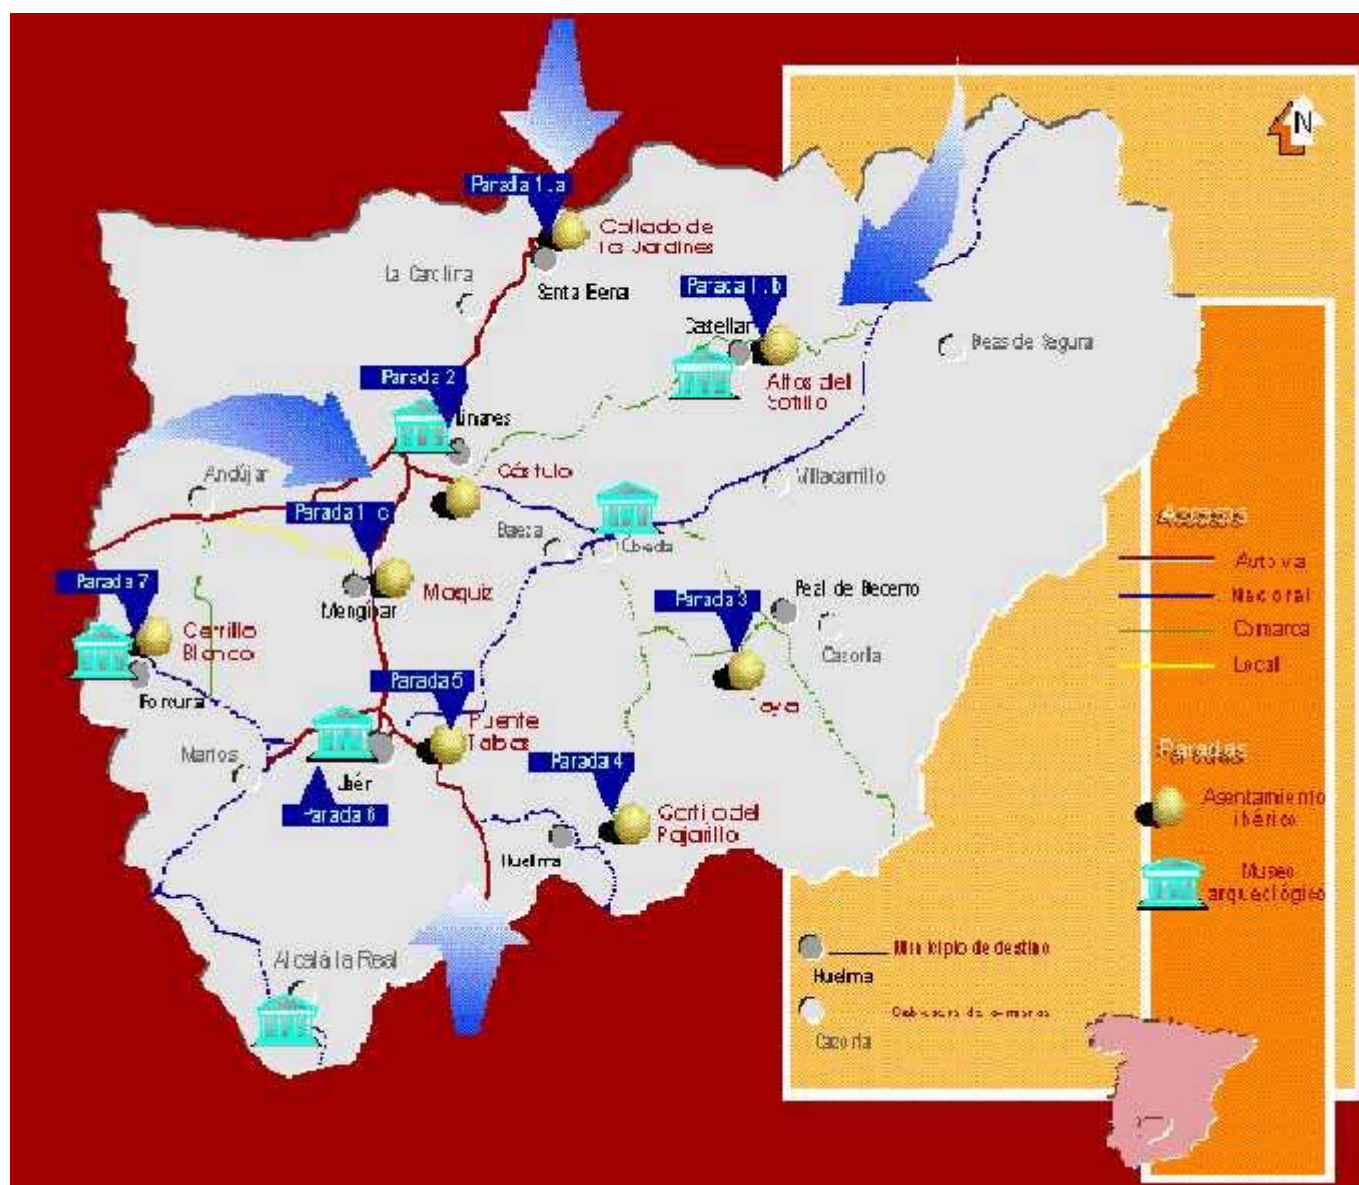 N
Parada 1.a
Collado de
los Jardines
La Carolina
Santa Elena
Parada 1.b
Castellar
Altos del
Sotillo
Beas de Segura
Parada 2
Linares
Cástulo
Andújar
Villacarrillo
Parada 1.c
Baeza
Úbeda
Accesos
Autovía
Nacional
Comarca
Local
Parada 7
Mengíbar
Maquiz
Parada 3
Peal de Becerro
Cazorla
Cerrillo
Blanco
Porcuna
Parada 5
Puente
Tablas
Toya
Martos
Jaén
Parada 6
Parada 4
Cortijo del
Pajarillo
Huelma
Paradas
Asentamiento
ibérico
Museo
arqueológico
Alcalá la Real
Municipio de destino
Huelma
Cazorla